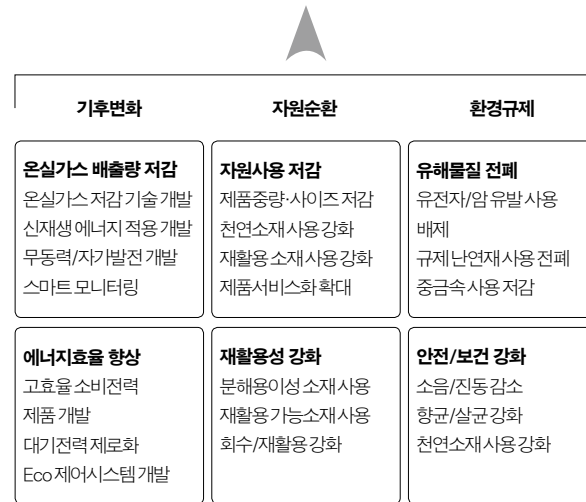 기후변화
자원순환
환경규제
온실가스 배출량 저감
온실가스 저감 기술 개발
신재생 에너지 적용 개발
무동력/자가발전 개발
스마트 모니터링
자원사용 저감
제품중량·사이즈 저감
천연소재 사용 강화
재활용 소재 사용 강화
제품서비스화 확대
유해물질 전폐
유전자/암 유발 사용
배제
규제 난연재 사용 전폐
중금속 사용 저감
에너지효율 향상
고효율 소비전력
제품 개발
대기전력 제로화
Eco 제어시스템 개발
재활용성 강화
분해용이성 소재 사용
재활용 가능소재 사용
회수/재활용 강화
안전/보건 강화
소음/진동 감소
향균/살균 강화
천연소재 사용 강화